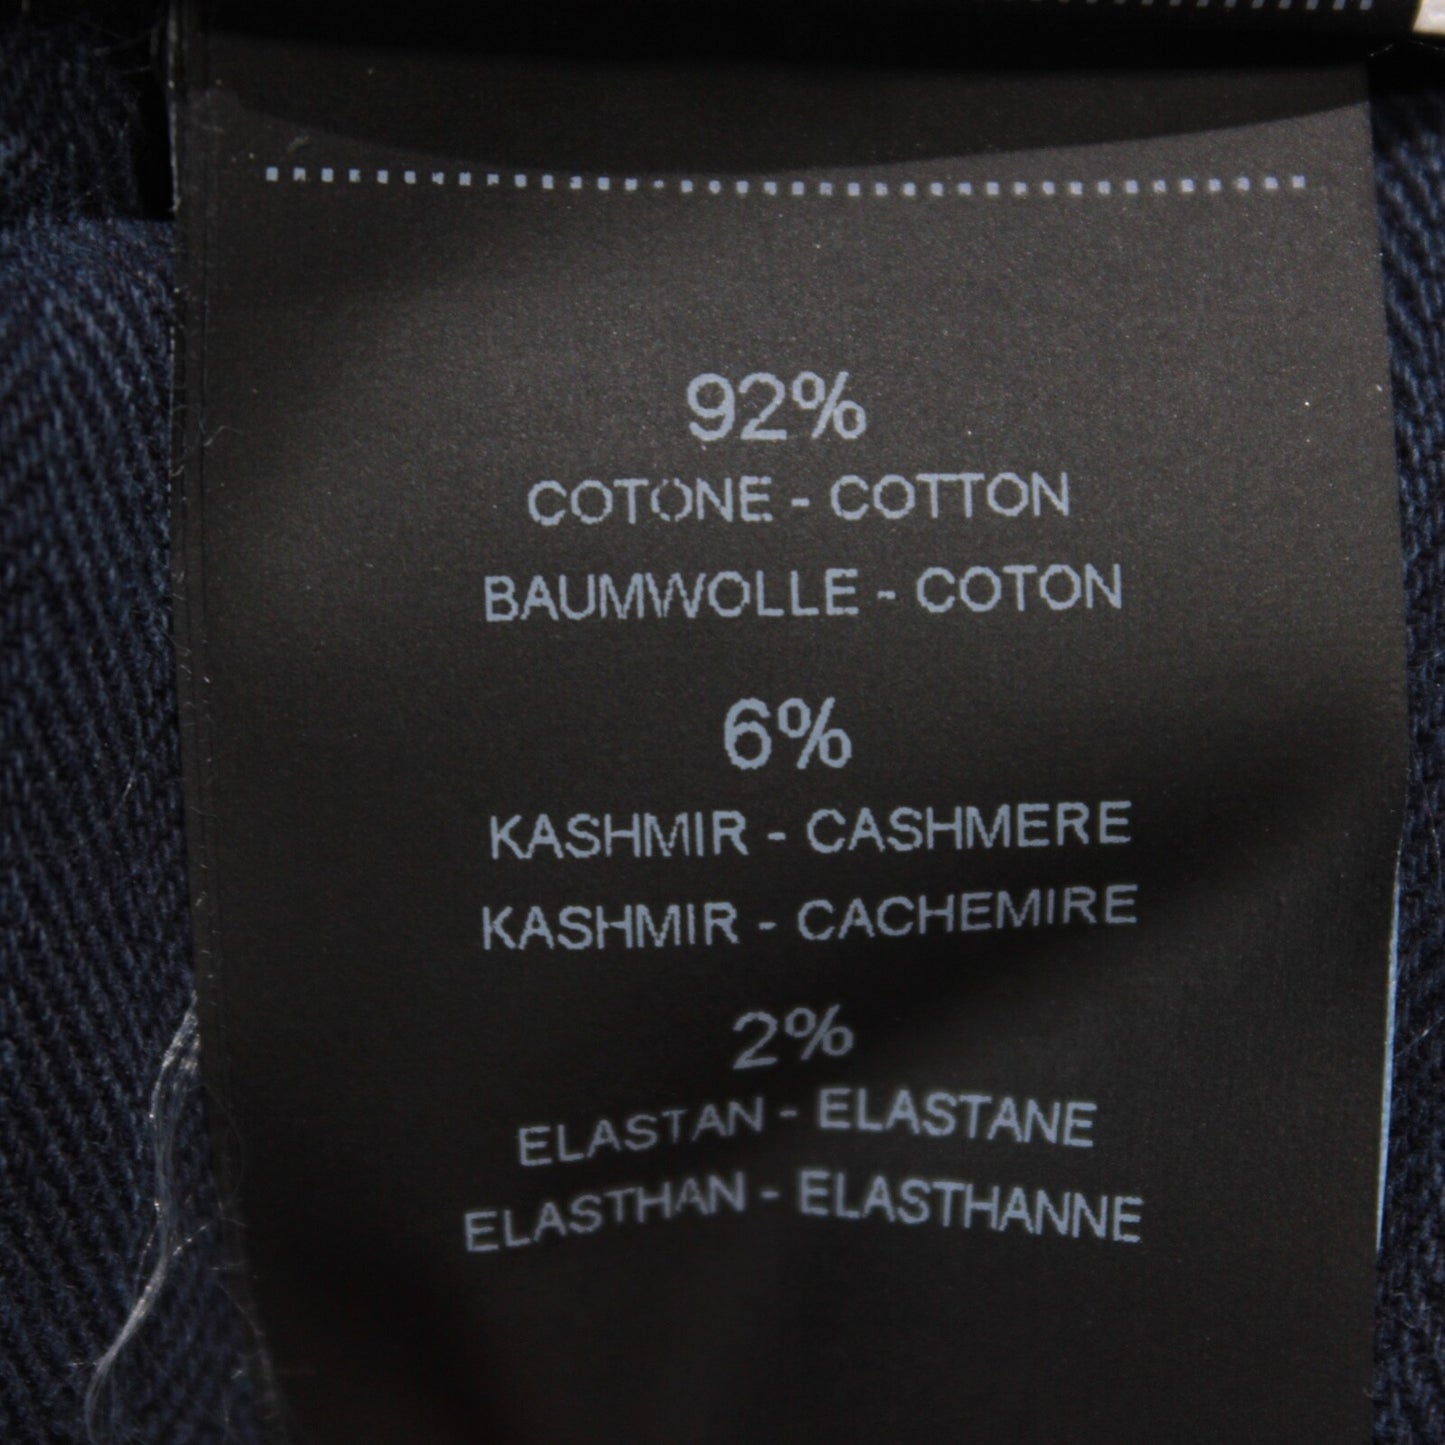 92%
COTONE - COTTON
BAUMWOLLE - COTON
6%
KASHMIR - CASHMERE
KASHMIR - CACHEMIRE
2%
ELASTAN - ELASTANE
ELASTHAN - ELASTHANNE